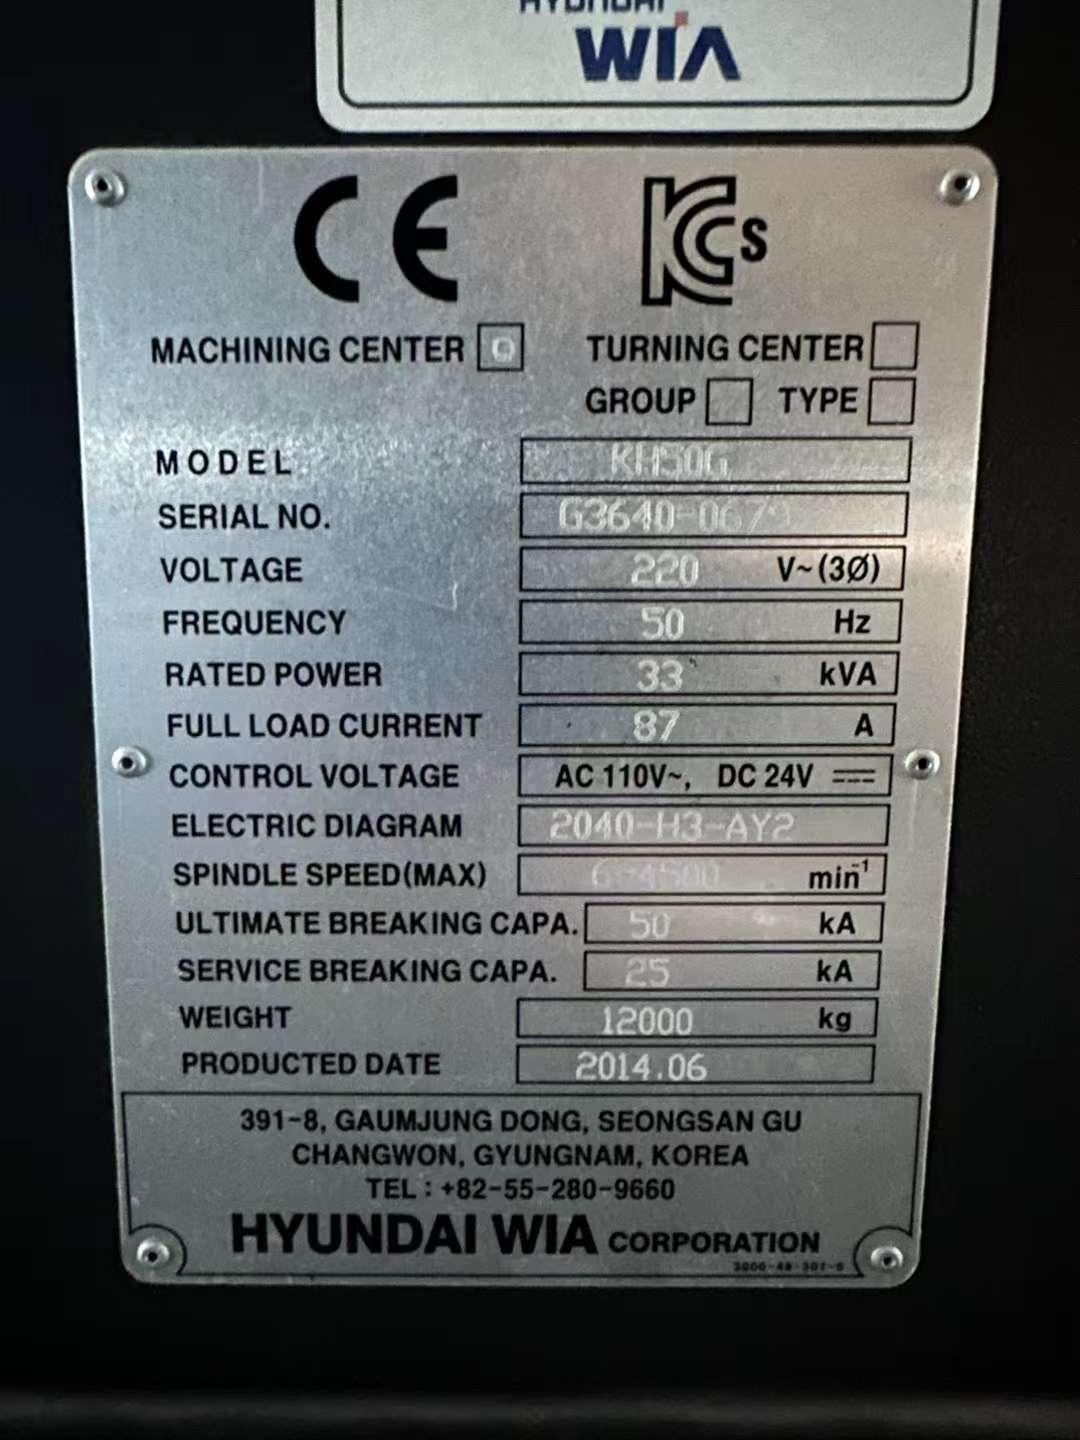 HYUNDAI
WIA
CE KCs
MACHINING CENTER TURNING CENTER
GROUP TYPE
MODEL KH50G
SERIAL NO.
VOLTAGE 220 V~(3Ø)
FREQUENCY 50 Hz
RATED POWER 33 kVA
FULL LOAD CURRENT 87 A
CONTROL VOLTAGE AC 110V~, DC 24V
ELECTRIC DIAGRAM 2040-H3-AY2
SPINDLE SPEED(MAX) min⁻¹
ULTIMATE BREAKING CAPA. 50 kA
SERVICE BREAKING CAPA. 25 kA
WEIGHT 12000 kg
PRODUCTED DATE 2014.06
391-8, GAUMJUNG DONG, SEONGSAN GU
CHANGWON, GYUNGNAM, KOREA
TEL : +82-55-280-9660
HYUNDAI WIA CORPORATION